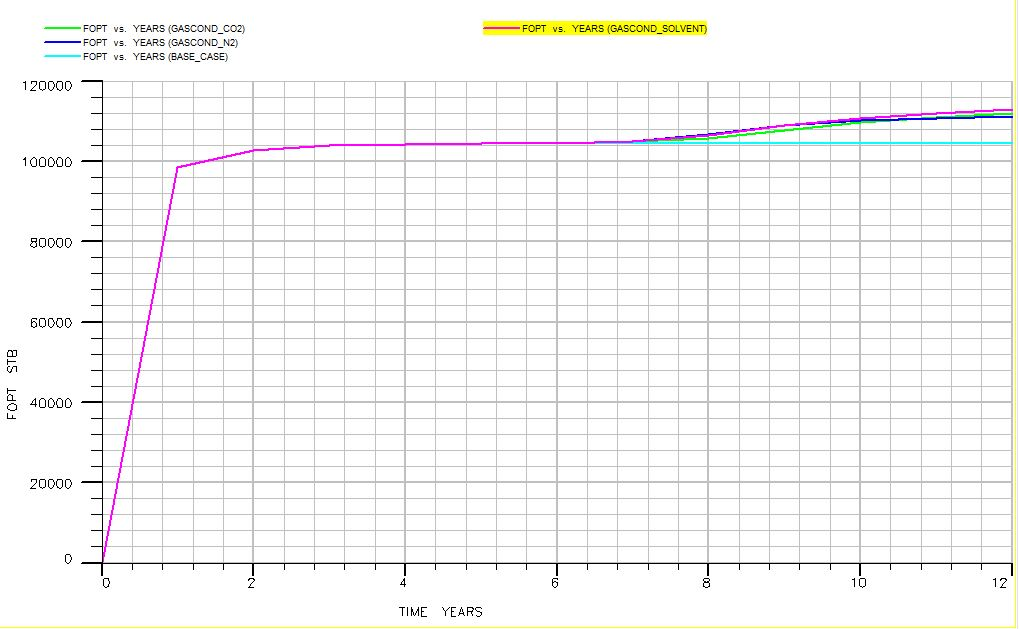 FOPT vs. YEARS (GASCOND_CO2)
FOPT vs. YEARS (GASCOND_N2)
FOPT vs. YEARS (BASE_CASE)
FOPT vs. YEARS (GASCOND_SOLVENT)
120000
100000
80000
60000
40000
20000
0
FOPT STB
0 2 4 6 8 10 12
TIME YEARS